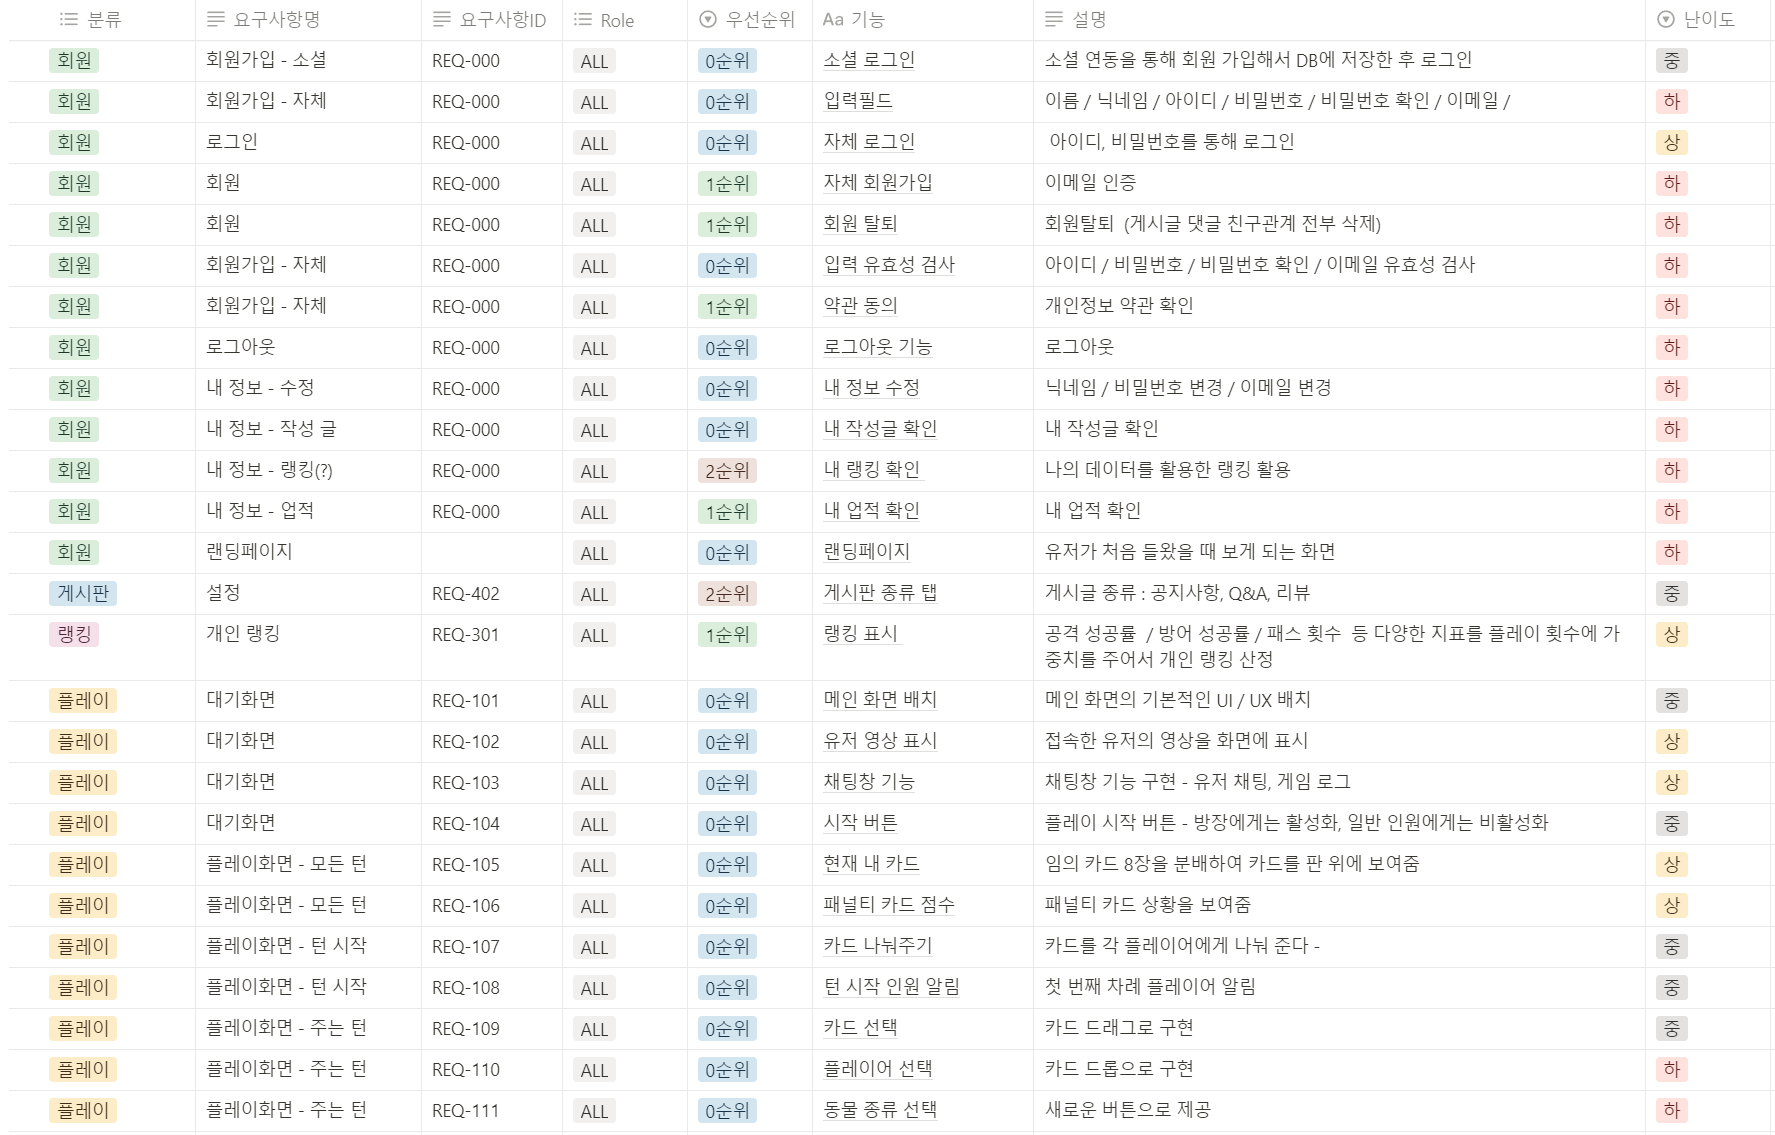 분류 요구사항명 요구사항ID Role 우선순위 Aa 기능 설명 난이도
회원 회원가입 - 소셜 REQ-000 ALL 0순위 소셜 로그인 소셜 연동을 통해 회원 가입해서 DB에 저장한 후 로그인 중
회원 회원가입 - 자체 REQ-000 ALL 0순위 입력필드 이름 / 닉네임 / 아이디 / 비밀번호 / 비밀번호 확인 / 이메일 / 하
회원 로그인 REQ-000 ALL 0순위 자체 로그인 아이디, 비밀번호를 통해 로그인 상
회원 회원 REQ-000 ALL 1순위 자체 회원가입 이메일 인증 하
회원 회원 REQ-000 ALL 1순위 회원 탈퇴 회원탈퇴 (게시글 댓글 친구관계 전부 삭제) 하
회원 회원가입 - 자체 REQ-000 ALL 0순위 입력 유효성 검사 아이디 / 비밀번호 / 비밀번호 확인 / 이메일 유효성 검사 하
회원 회원가입 - 자체 REQ-000 ALL 1순위 약관 동의 개인정보 약관 확인 하
회원 로그아웃 REQ-000 ALL 0순위 로그아웃 기능 로그아웃 하
회원 내 정보 - 수정 REQ-000 ALL 0순위 내 정보 수정 닉네임 / 비밀번호 변경 / 이메일 변경 하
회원 내 정보 - 작성 글 REQ-000 ALL 0순위 내 작성글 확인 내 작성글 확인 하
회원 내 정보 - 랭킹(?) REQ-000 ALL 2순위 내 랭킹 확인 나의 데이터를 활용한 랭킹 활용 하
회원 내 정보 - 업적 REQ-000 ALL 1순위 내 업적 확인 내 업적 확인 하
회원 랜딩페이지 ALL 0순위 랜딩페이지 유저가 처음 들왔을 때 보게 되는 화면 하
게시판 설정 REQ-402 ALL 2순위 게시판 종류 탭 게시글 종류 : 공지사항, Q&A, 리뷰 중
랭킹 개인 랭킹 REQ-301 ALL 1순위 랭킹 표시 공격 성공률 / 방어 성공률 / 패스 횟수 등 다양한 지표를 플레이 횟수에 가 상
중치를 주어서 개인 랭킹 산정
플레이 대기화면 REQ-101 ALL 0순위 메인 화면 배치 메인 화면의 기본적인 UI / UX 배치 중
플레이 대기화면 REQ-102 ALL 0순위 유저 영상 표시 접속한 유저의 영상을 화면에 표시 상
플레이 대기화면 REQ-103 ALL 0순위 채팅창 기능 채팅창 기능 구현 - 유저 채팅, 게임 로그 상
플레이 대기화면 REQ-104 ALL 0순위 시작 버튼 플레이 시작 버튼 - 방장에게는 활성화, 일반 인원에게는 비활성화 중
플레이 플레이화면 - 모든 턴 REQ-105 ALL 0순위 현재 내 카드 임의 카드 8장을 분배하여 카드를 판 위에 보여줌 상
플레이 플레이화면 - 모든 턴 REQ-106 ALL 0순위 패널티 카드 점수 패널티 카드 상황을 보여줌 상
플레이 플레이화면 - 턴 시작 REQ-107 ALL 0순위 카드 나눠주기 카드를 각 플레이어에게 나눠 준다 - 중
플레이 플레이화면 - 턴 시작 REQ-108 ALL 0순위 턴 시작 인원 알림 첫 번째 차례 플레이어 알림 중
플레이 플레이화면 - 주는 턴 REQ-109 ALL 0순위 카드 선택 카드 드래그로 구현 중
플레이 플레이화면 - 주는 턴 REQ-110 ALL 0순위 플레이어 선택 카드 드롭으로 구현 하
플레이 플레이화면 - 주는 턴 REQ-111 ALL 0순위 동물 종류 선택 새로운 버튼으로 제공 하